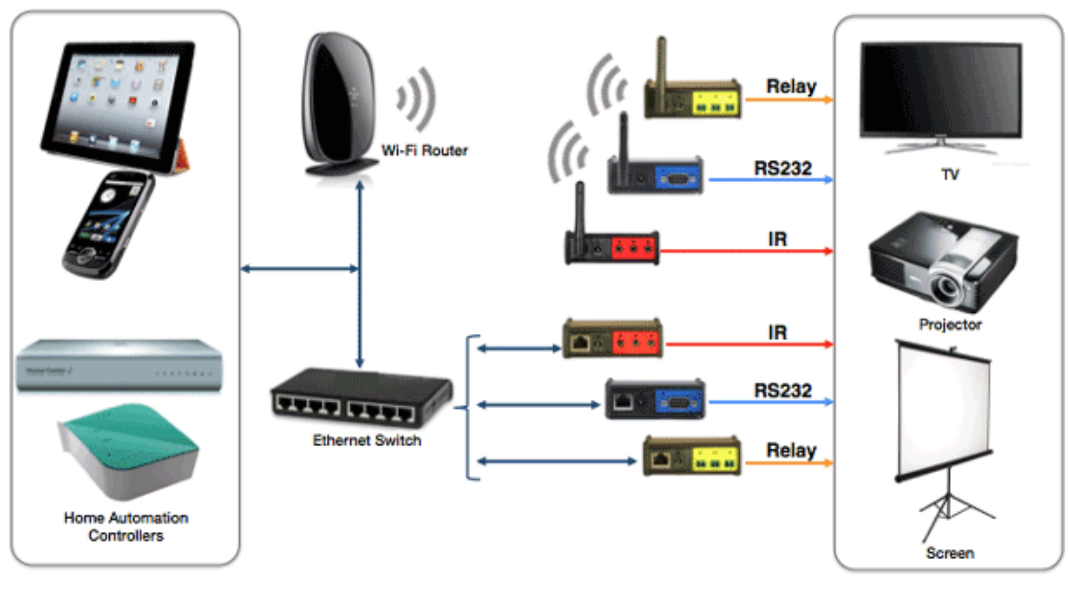 Wi-Fi Router
Relay
RS232
IR
TV
Projector
IR
RS232
Relay
Ethernet Switch
Home Automation
Controllers
Screen